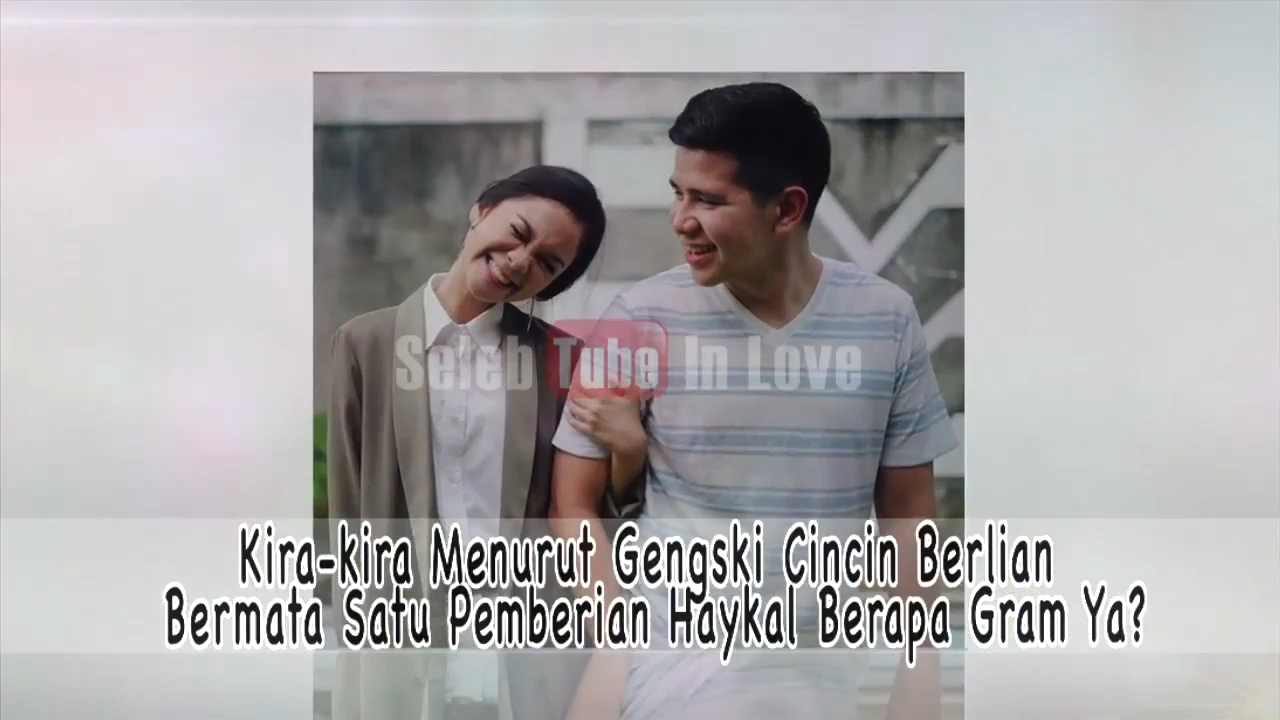 Seleb Tube In Love
Kira-kira Menurut Gengski Cincin Berlian
Bermata Satu Pemberian Haykal Berapa Gram Ya?